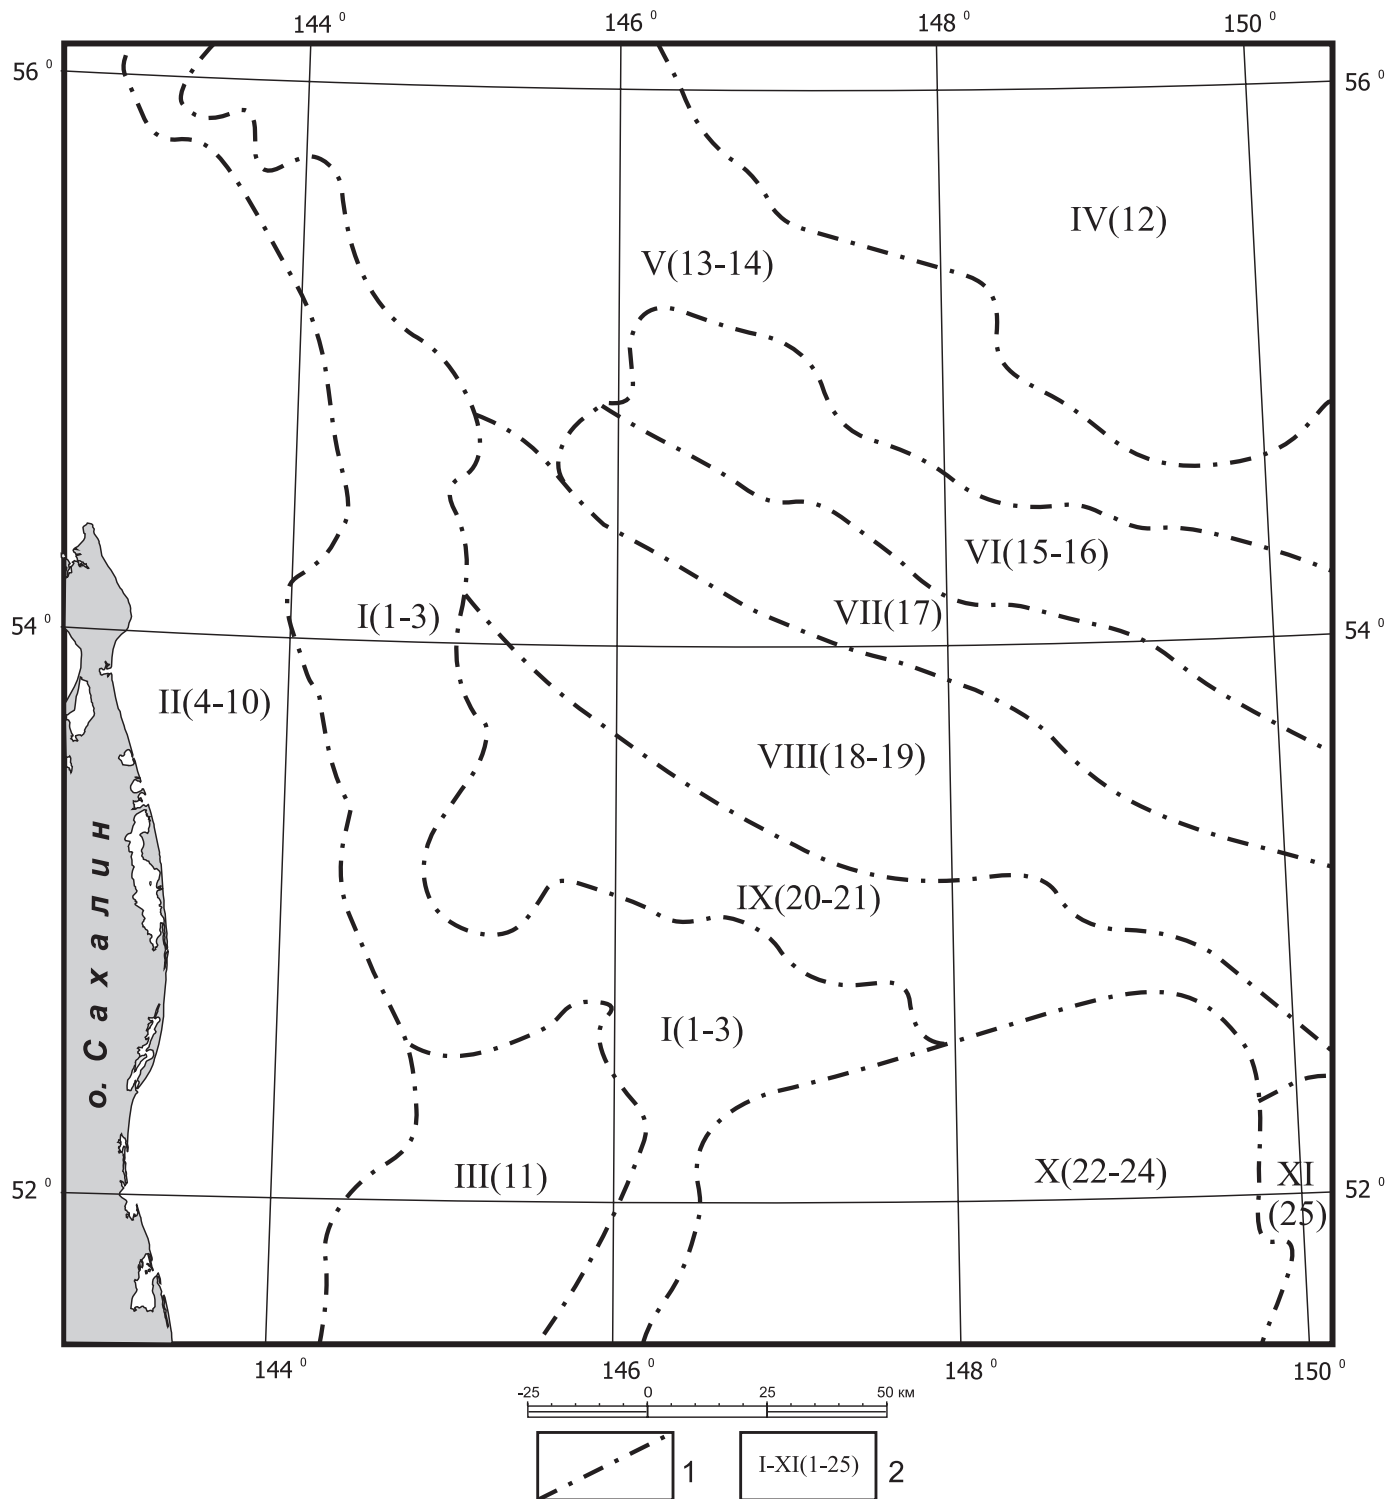 144 ⁰ 146 ⁰ 148 ⁰ 150 ⁰
56 ⁰ 56 ⁰
IV(12)
V(13-14)
VI(15-16)
I(1-3)
VII(17)
54 ⁰ 54 ⁰
II(4-10)
VIII(18-19)
о. Сахалин
IX(20-21)
I(1-3)
III(11)
X(22-24)
XI
(25)
52 ⁰ 52 ⁰
144 ⁰ 146 ⁰ 148 ⁰ 150 ⁰
-25 0 25 50 км
1
I-XI(1-25) 2